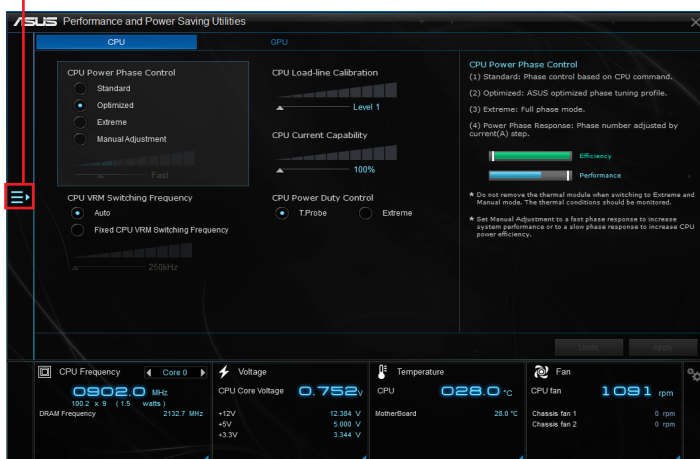 ASUS Performance and Power Saving Utilities
CPU
GPU
CPU Power Phase Control
Standard
Optimized
Extreme
Manual Adjustment
Fast
CPU VRM Switching Frequency
Auto
Fixed CPU VRM Switching Frequency
250kHz
CPU Load-line Calibration
Level 1
CPU Current Capability
100%
CPU Power Duty Control
T.Probe
Extreme
CPU Power Phase Control
(1) Standard: Phase control based on CPU command.
(2) Optimized: ASUS optimized phase tuning profile.
(3) Extreme: Full phase mode.
(4) Power Phase Response: Phase number adjusted by
current(A) step.
Efficiency
Performance
* Do not remove the thermal module when switching to Extreme and
Manual mode. The thermal conditions should be monitored.
* Set Manual Adjustment to a fast phase response to increase
system performance or to a slow phase response to increase CPU
power efficiency.
Undo
Apply
CPU Frequency
Core 0
0902.0 MHz
100.2 x 9 (1.5 watts)
DRAM Frequency 2132.7 MHz
Voltage
CPU Core Voltage 0.752v
+12V 12.384 V
+5V 5.000 V
+3.3V 3.344 V
Temperature
CPU 028.0 °C
MotherBoard 28.0 °C
Fan
CPU fan 1091 rpm
Chassis fan 1 0 rpm
Chassis fan 2 0 rpm